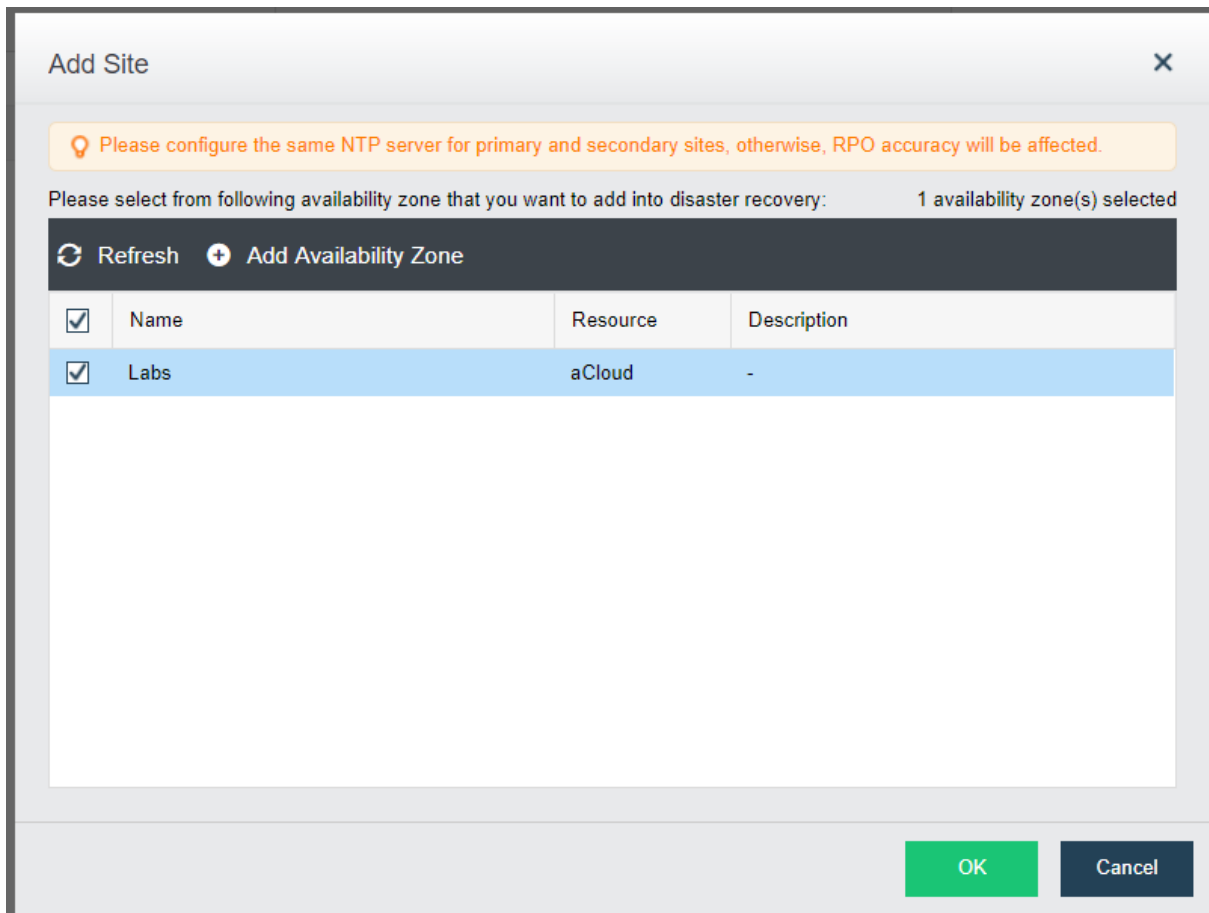 Add Site
Please configure the same NTP server for primary and secondary sites, otherwise, RPO accuracy will be affected.
Please select from following availability zone that you want to add into disaster recovery: 1 availability zone(s) selected
Refresh Add Availability Zone
Name Resource Description
Labs aCloud -
OK Cancel